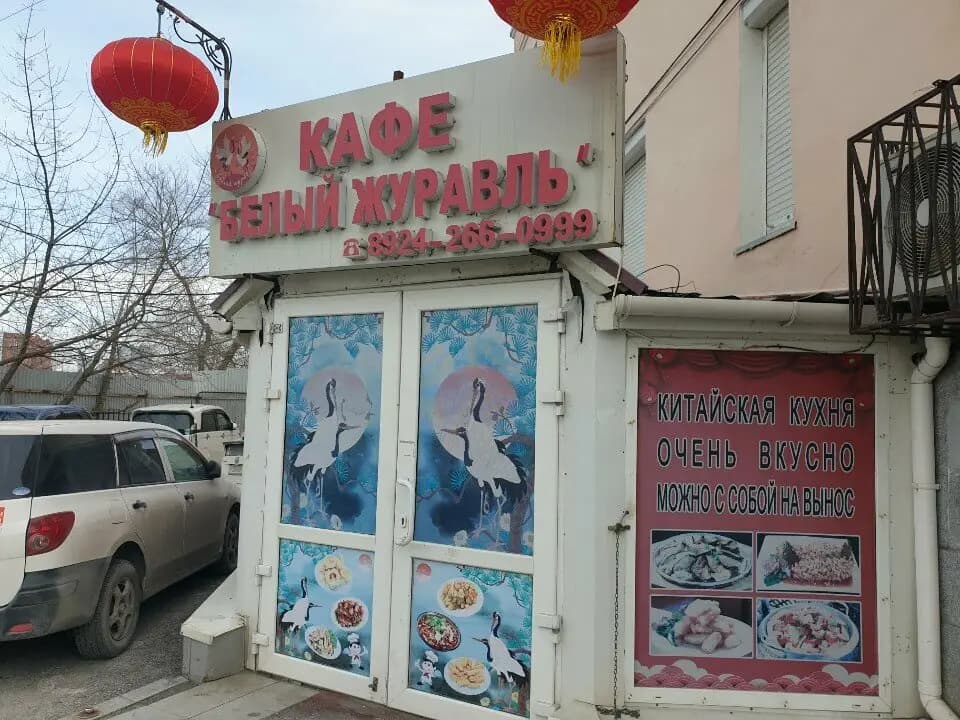 КАФЕ
"БЕЛЫЙ ЖУРАВЛЬ"
8924-266-0999
КИТАЙСКАЯ КУХНЯ
ОЧЕНЬ ВКУСНО
МОЖНО С СОБОЙ НА ВЫНОС